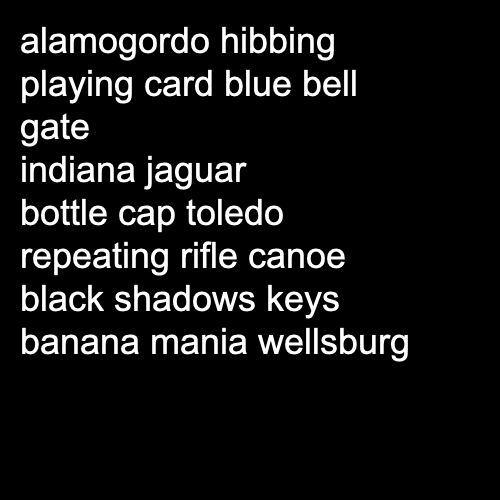 alamogordo hibbing
playing card blue bell
gate
indiana jaguar
bottle cap toledo
repeating rifle canoe
black shadows keys
banana mania wellsburg